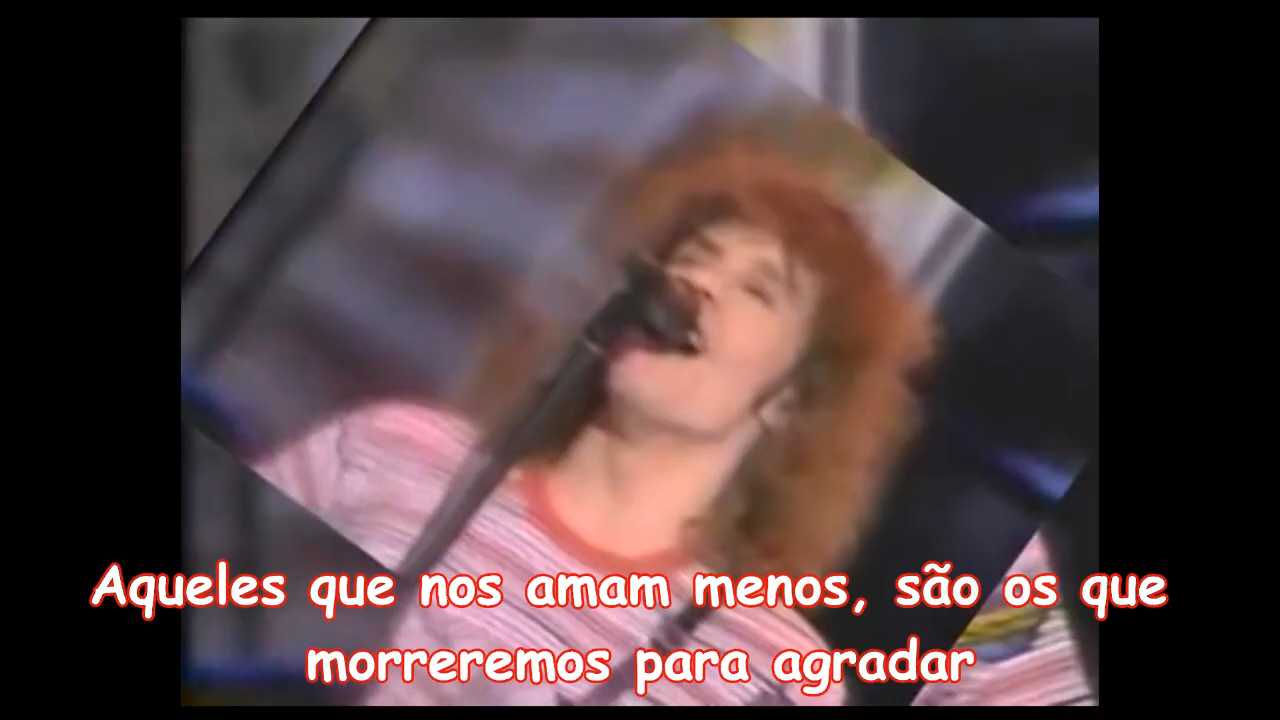 Aqueles que nos amam menos, são os que
morreremos para agradar